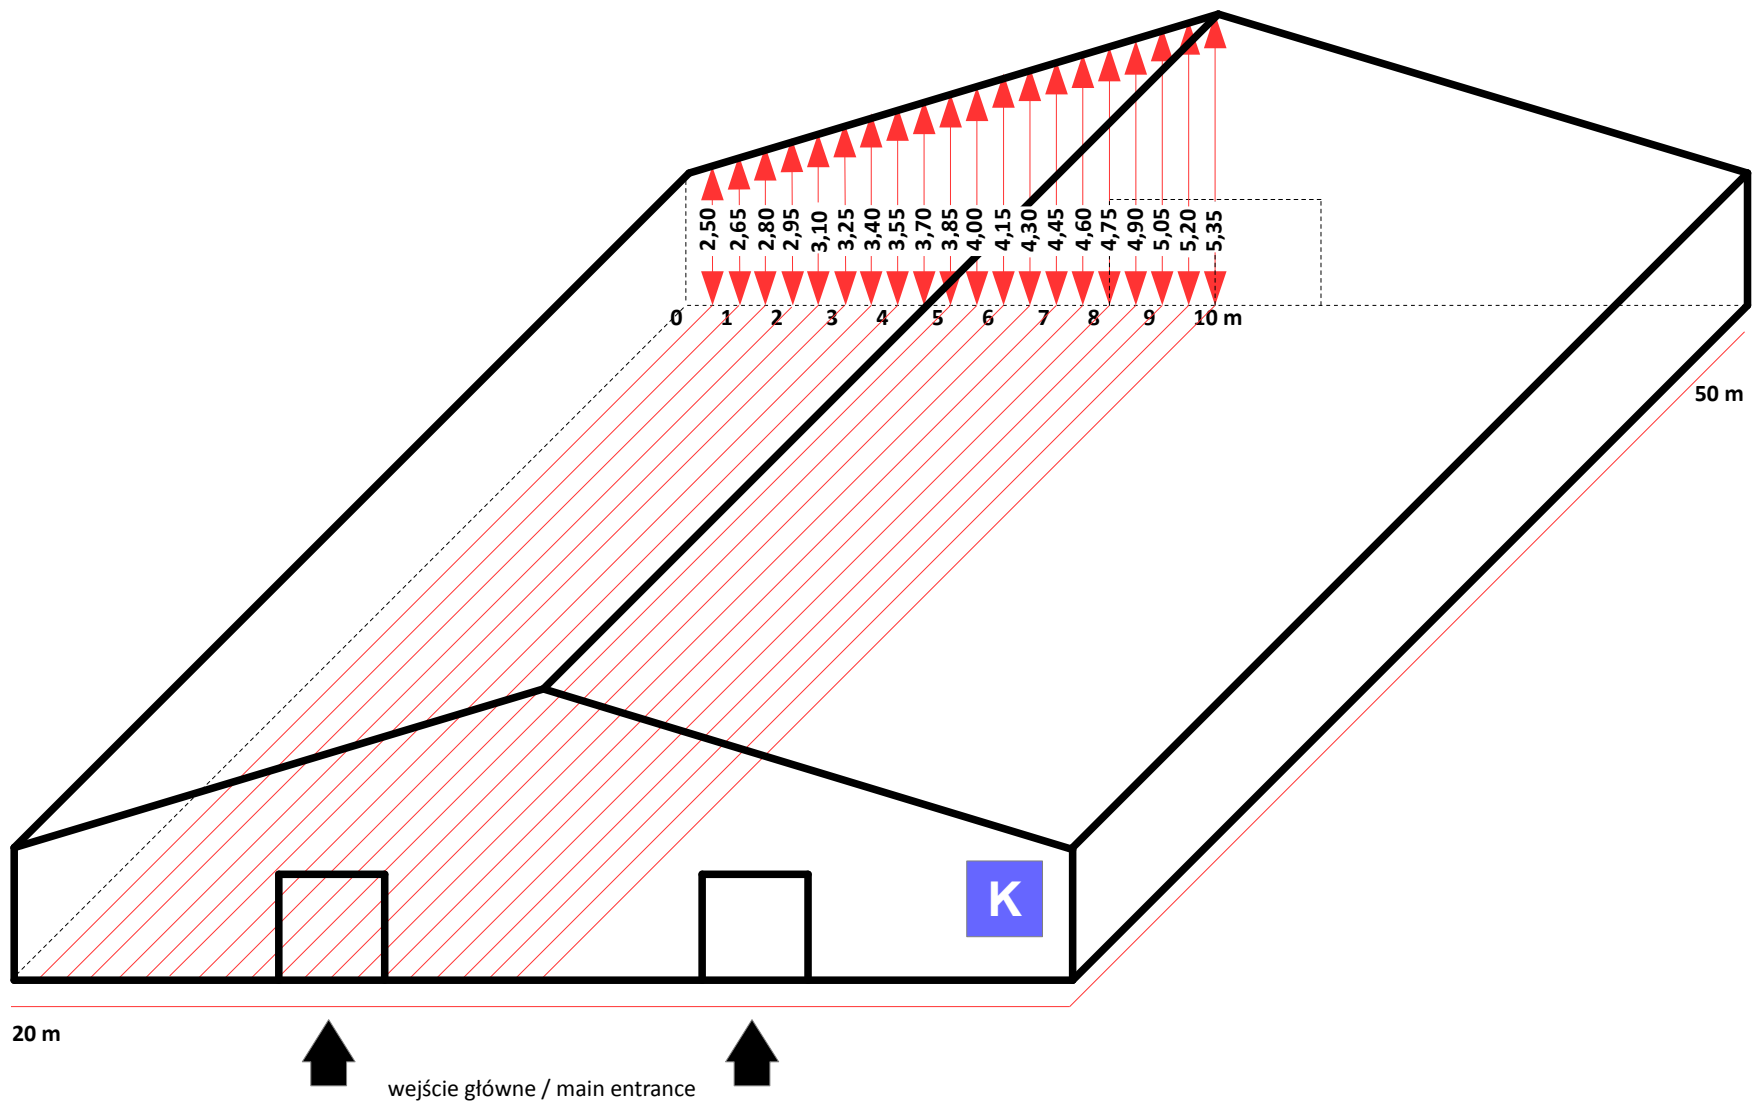 2,50 2,65 2,80 2,95 3,10 3,25 3,40 3,55 3,70 3,85 4,00 4,15 4,30 4,45 4,60 4,75 4,90 5,05 5,20 5,35
0 1 2 3 4 5 6 7 8 9 10 m
50 m
K
20 m
wejście główne / main entrance